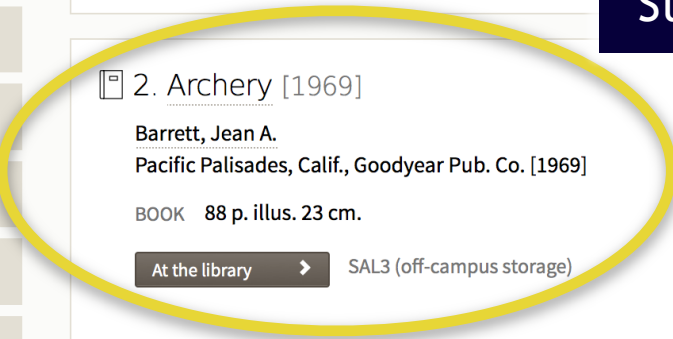 2. Archery [1969]
Barrett, Jean A.
Pacific Palisades, Calif., Goodyear Pub. Co. [1969]
BOOK 88 p. illus. 23 cm.
At the library SAL3 (off-campus storage)